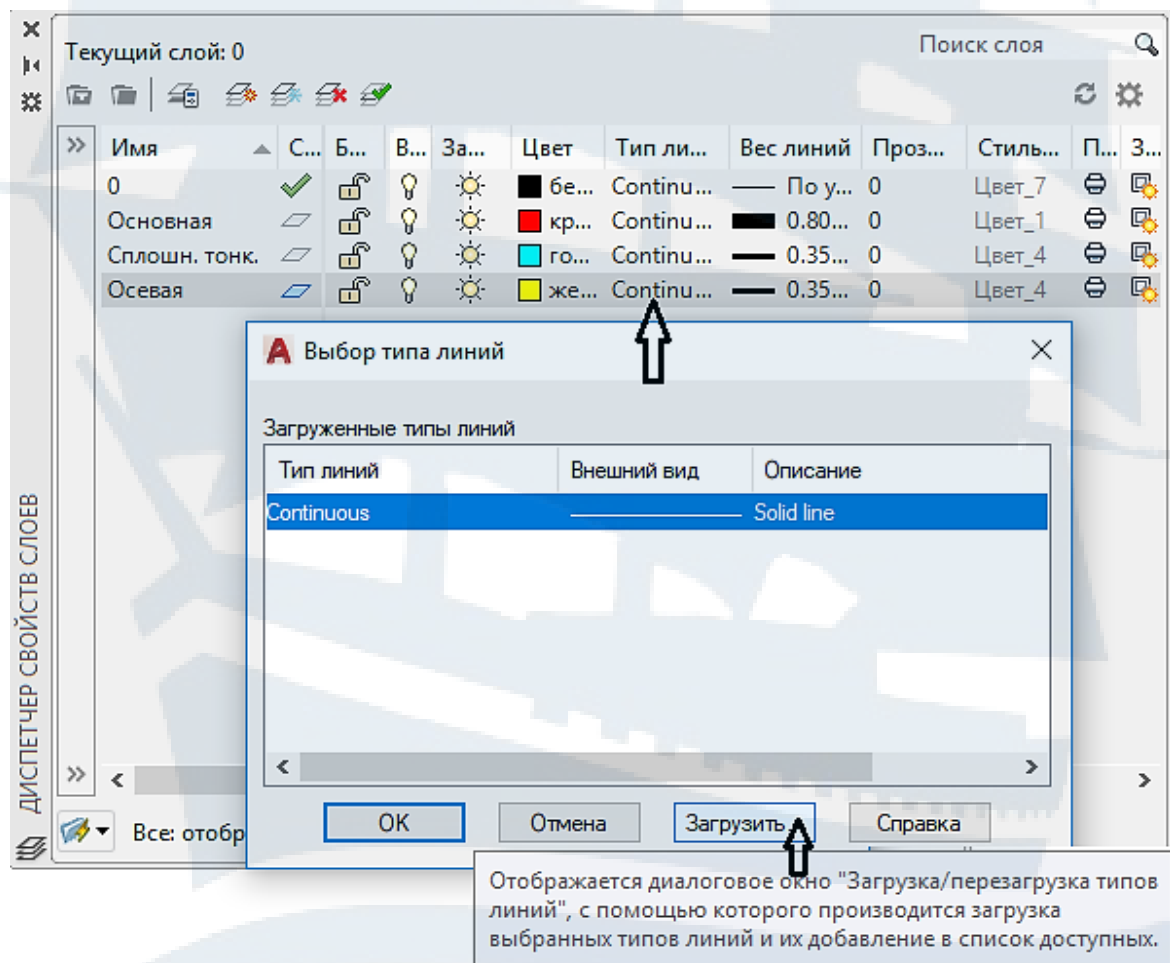 Текущий слой: 0
Поиск слоя
Имя С... Б... В... За... Цвет Тип ли... Вес линий Проз... Стиль... П... З...
0 бе... Continu... По у... 0 Цвет_7
Основная кр... Continu... 0.80... 0 Цвет_1
Сплошн. тонк. го... Continu... 0.35... 0 Цвет_4
Осевая же... Continu... 0.35... 0 Цвет_4
Выбор типа линий
Загруженные типы линий
Тип линий Внешний вид Описание
Continuous Solid line
ДИСПЕТЧЕР СВОЙСТВ СЛОЕВ
OK Отмена Загрузить... Справка
Все: отобр
Отображается диалоговое окно "Загрузка/перезагрузка типов
линий", с помощью которого производится загрузка
выбранных типов линий и их добавление в список доступных.